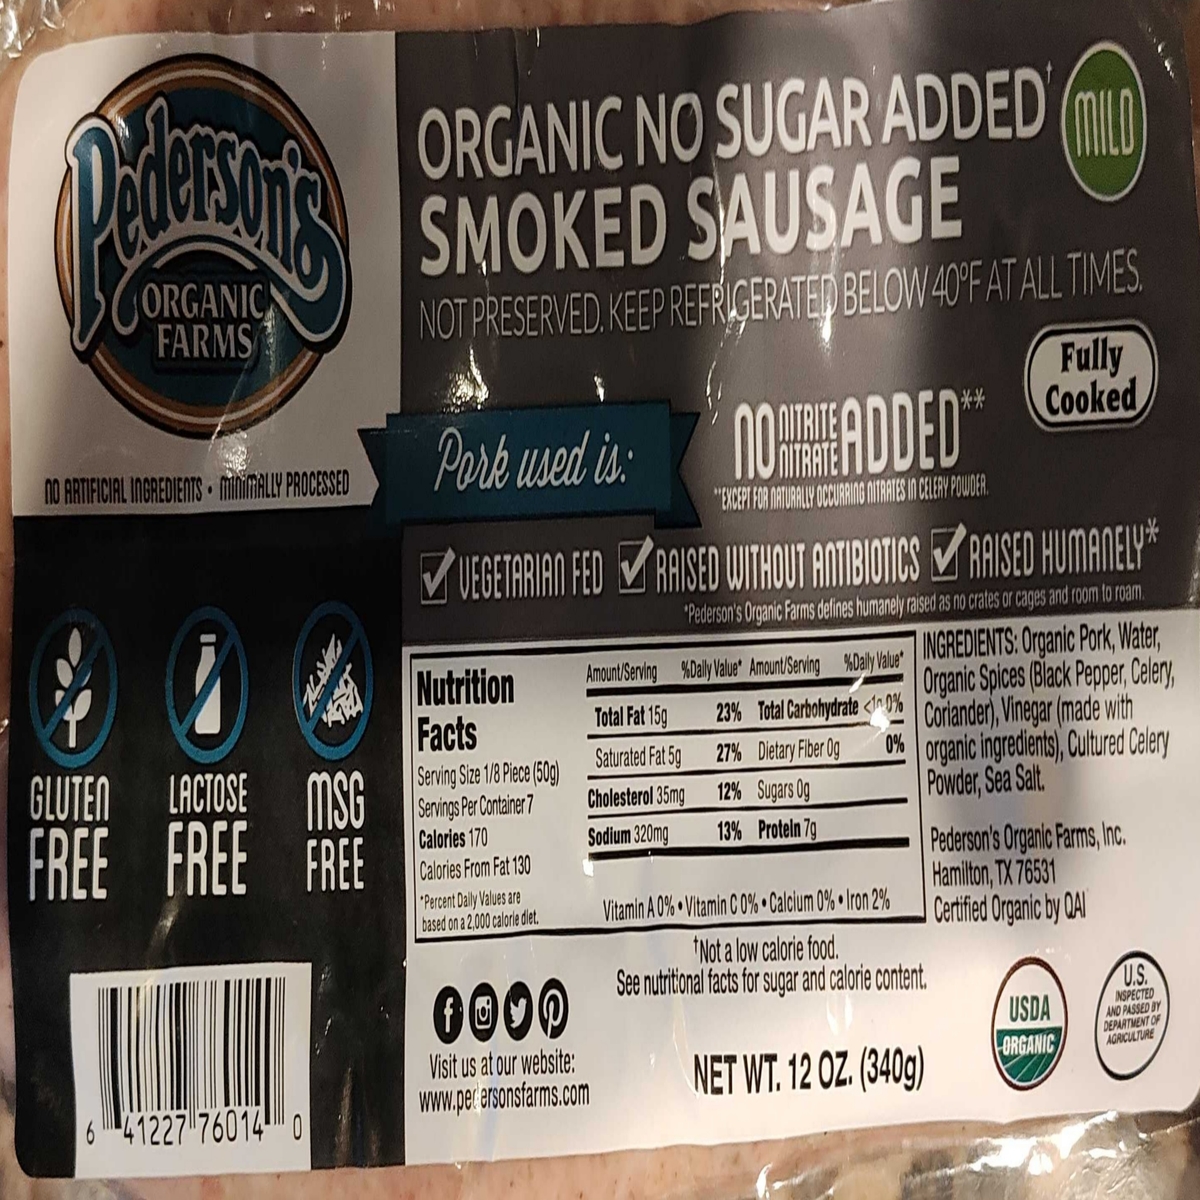 Pederson's
ORGANIC
FARMS
NO ARTIFICIAL INGREDIENTS • MINIMALLY PROCESSED
ORGANIC NO SUGAR ADDED†
SMOKED SAUSAGE
MILD
NOT PRESERVED. KEEP REFRIGERATED BELOW 40°F AT ALL TIMES.
Fully
Cooked
Pork used is:
NO NITRITE NITRATE ADDED**
**EXCEPT FOR NATURALLY OCCURRING NITRATES IN CELERY POWDER.
VEGETARIAN FED RAISED WITHOUT ANTIBIOTICS RAISED HUMANELY*
*Pederson's Organic Farms defines humanely raised as no crates or cages and room to roam.
GLUTEN
FREE
LACTOSE
FREE
MSG
FREE
Nutrition
Facts
Serving Size 1/8 Piece (50g)
Servings Per Container 7
Calories 170
Calories From Fat 130
*Percent Daily Values are
based on a 2,000 calorie diet.
Amount/Serving %Daily Value* Amount/Serving %Daily Value*
Total Fat 15g 23% Total Carbohydrate <1g 0%
Saturated Fat 5g 27% Dietary Fiber 0g 0%
Cholesterol 35mg 12% Sugars 0g
Sodium 320mg 13% Protein 7g
Vitamin A 0% • Vitamin C 0% • Calcium 0% • Iron 2%
INGREDIENTS: Organic Pork, Water,
Organic Spices (Black Pepper, Celery,
Coriander), Vinegar (made with
organic ingredients), Cultured Celery
Powder, Sea Salt.
Pederson's Organic Farms, Inc.
Hamilton, TX 76531
Certified Organic by QAI
†Not a low calorie food.
See nutritional facts for sugar and calorie content.
Visit us at our website:
www.pedersonsfarms.com
NET WT. 12 OZ. (340g)
USDA
ORGANIC
U.S.
INSPECTED
AND PASSED BY
DEPARTMENT OF
AGRICULTURE
6 41227 76014 0